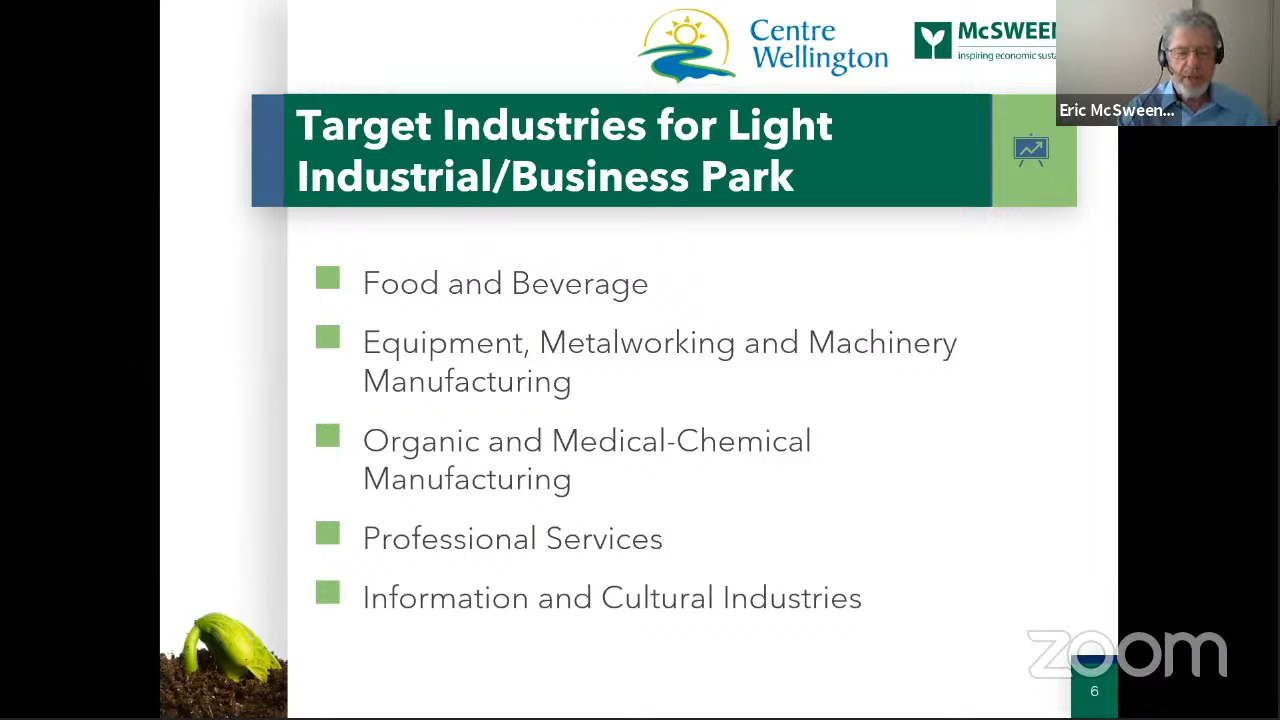 Centre
Wellington
McSWEEN
inspiring economic susta
Eric McSween...
Target Industries for Light
Industrial/Business Park
Food and Beverage
Equipment, Metalworking and Machinery
Manufacturing
Organic and Medical-Chemical
Manufacturing
Professional Services
Information and Cultural Industries
zoom
6